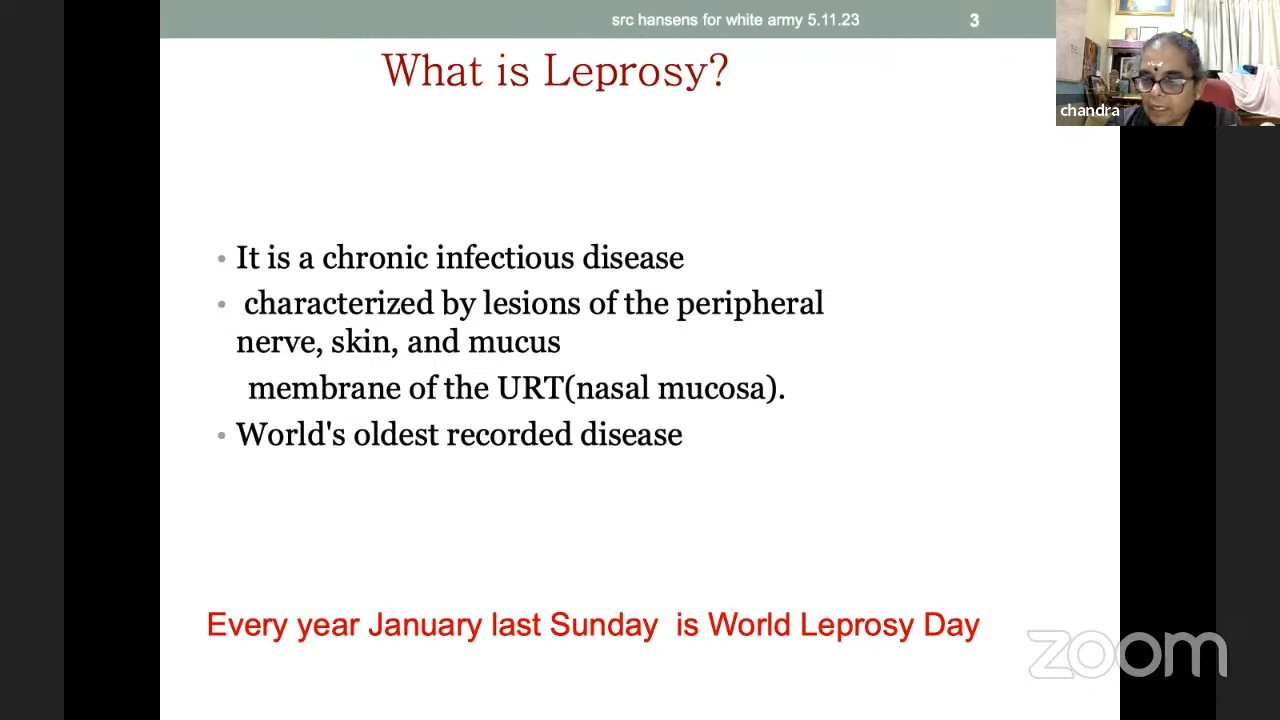 src hansens for white army 5.11.23
3
What is Leprosy?
chandra
• It is a chronic infectious disease
• characterized by lesions of the peripheral
nerve, skin, and mucus
membrane of the URT(nasal mucosa).
• World's oldest recorded disease
Every year January last Sunday is World Leprosy Day
zoom